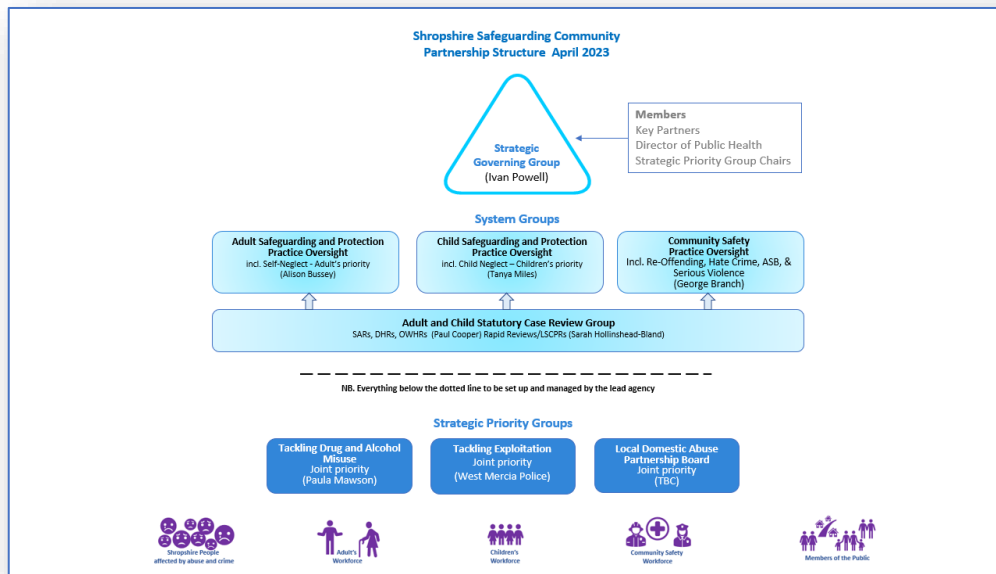 Shropshire Safeguarding Community
Partnership Structure April 2023
Strategic
Governing Group
(Ivan Powell)
Members
Key Partners
Director of Public Health
Strategic Priority Group Chairs
System Groups
Adult Safeguarding and Protection
Practice Oversight
incl. Self-Neglect - Adult's priority
(Alison Bussey)
Child Safeguarding and Protection
Practice Oversight
incl. Child Neglect – Children's priority
(Tanya Miles)
Community Safety
Practice Oversight
Incl. Re-Offending, Hate Crime, ASB, &
Serious Violence
(George Branch)
Adult and Child Statutory Case Review Group
SARs, DHRs, OWHRs (Paul Cooper) Rapid Reviews/LSCPRs (Sarah Hollinshead-Bland)
NB. Everything below the dotted line to be set up and managed by the lead agency
Strategic Priority Groups
Tackling Drug and Alcohol
Misuse
Joint priority
(Paula Mawson)
Tackling Exploitation
Joint priority
(West Mercia Police)
Local Domestic Abuse
Partnership Board
Joint priority
(TBC)
Shropshire People
affected by abuse and crime
Adult's
Workforce
Children's
Workforce
Community Safety
Workforce
Members of the Public